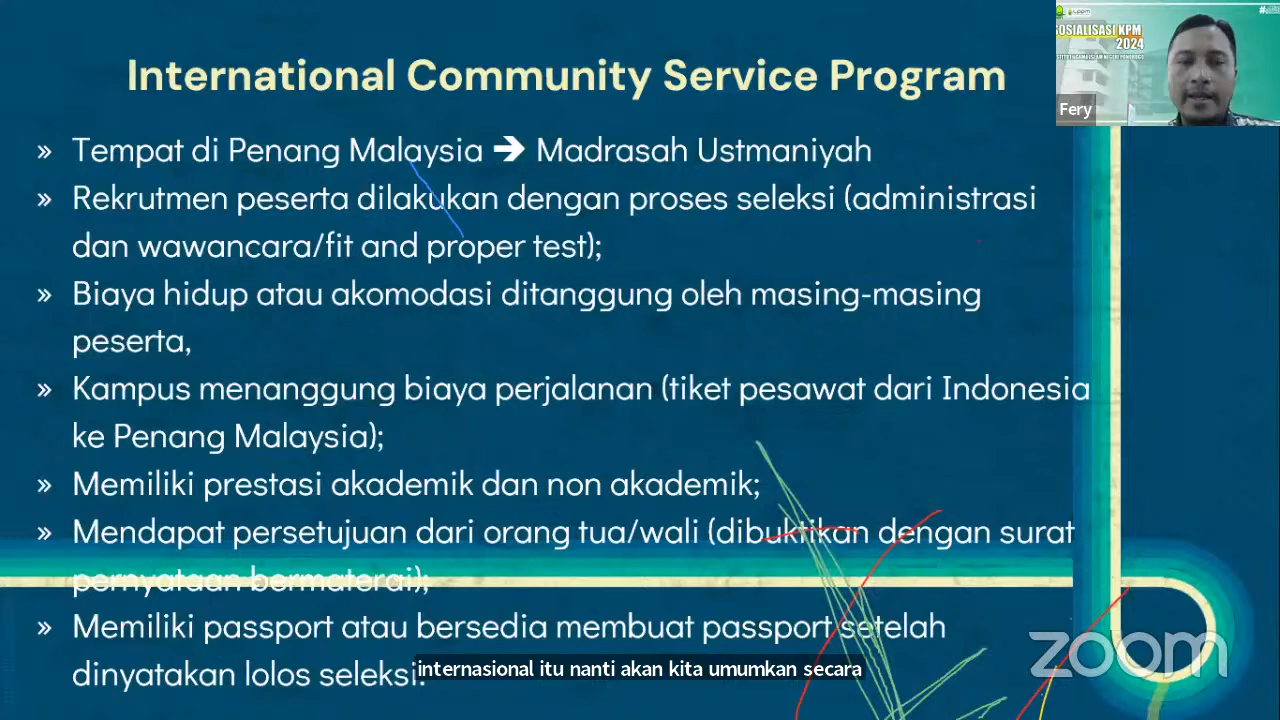 International Community Service Program
» Tempat di Penang Malaysia ➔ Madrasah Ustmaniyah
» Rekrutmen peserta dilakukan dengan proses seleksi (administrasi
dan wawancara/fit and proper test);
» Biaya hidup atau akomodasi ditanggung oleh masing-masing
peserta,
» Kampus menanggung biaya perjalanan (tiket pesawat dari Indonesia
ke Penang Malaysia);
» Memiliki prestasi akademik dan non akademik;
» Mendapat persetujuan dari orang tua/wali (dibuktikan dengan surat
pernyataan bermaterai);
» Memiliki passport atau bersedia membuat passport setelah
dinyatakan lolos seleksi.
internasional itu nanti akan kita umumkan secara
zoom
SOSIALISASI KPM
2024
Fery